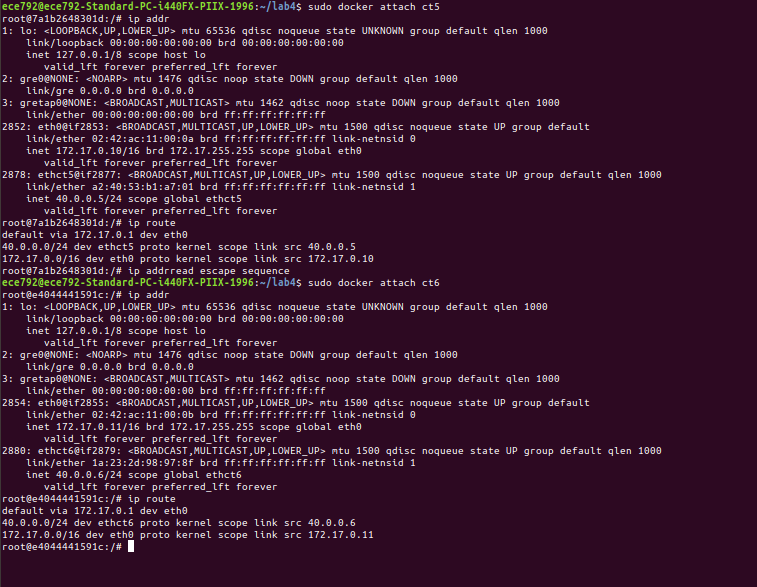 ece792@ece792-Standard-PC-i440FX-PIIX-1996:~/lab4$ sudo docker attach ct5
root@7a1b2648301d:/# ip addr
1: lo: <LOOPBACK,UP,LOWER_UP> mtu 65536 qdisc noqueue state UNKNOWN group default qlen 1000
    link/loopback 00:00:00:00:00:00 brd 00:00:00:00:00:00
    inet 127.0.0.1/8 scope host lo
       valid_lft forever preferred_lft forever
2: gre0@NONE: <NOARP> mtu 1476 qdisc noop state DOWN group default qlen 1000
    link/gre 0.0.0.0 brd 0.0.0.0
3: gretap0@NONE: <BROADCAST,MULTICAST> mtu 1462 qdisc noop state DOWN group default qlen 1000
    link/ether 00:00:00:00:00:00 brd ff:ff:ff:ff:ff:ff
2852: eth0@if2853: <BROADCAST,MULTICAST,UP,LOWER_UP> mtu 1500 qdisc noqueue state UP group default
    link/ether 02:42:ac:11:00:0a brd ff:ff:ff:ff:ff:ff link-netnsid 0
    inet 172.17.0.10/16 brd 172.17.255.255 scope global eth0
       valid_lft forever preferred_lft forever
2878: ethct5@if2877: <BROADCAST,MULTICAST,UP,LOWER_UP> mtu 1500 qdisc noqueue state UP group default qlen 1000
    link/ether a2:40:53:b1:a7:01 brd ff:ff:ff:ff:ff:ff link-netnsid 1
    inet 40.0.0.5/24 scope global ethct5
       valid_lft forever preferred_lft forever
root@7a1b2648301d:/# ip route
default via 172.17.0.1 dev eth0
40.0.0.0/24 dev ethct5 proto kernel scope link src 40.0.0.5
172.17.0.0/16 dev eth0 proto kernel scope link src 172.17.0.10
root@7a1b2648301d:/# ip addrread escape sequence
ece792@ece792-Standard-PC-i440FX-PIIX-1996:~/lab4$ sudo docker attach ct6
root@e4044441591c:/# ip addr
1: lo: <LOOPBACK,UP,LOWER_UP> mtu 65536 qdisc noqueue state UNKNOWN group default qlen 1000
    link/loopback 00:00:00:00:00:00 brd 00:00:00:00:00:00
    inet 127.0.0.1/8 scope host lo
       valid_lft forever preferred_lft forever
2: gre0@NONE: <NOARP> mtu 1476 qdisc noop state DOWN group default qlen 1000
    link/gre 0.0.0.0 brd 0.0.0.0
3: gretap0@NONE: <BROADCAST,MULTICAST> mtu 1462 qdisc noop state DOWN group default qlen 1000
    link/ether 00:00:00:00:00:00 brd ff:ff:ff:ff:ff:ff
2854: eth0@if2855: <BROADCAST,MULTICAST,UP,LOWER_UP> mtu 1500 qdisc noqueue state UP group default
    link/ether 02:42:ac:11:00:0b brd ff:ff:ff:ff:ff:ff link-netnsid 0
    inet 172.17.0.11/16 brd 172.17.255.255 scope global eth0
       valid_lft forever preferred_lft forever
2880: ethct6@if2879: <BROADCAST,MULTICAST,UP,LOWER_UP> mtu 1500 qdisc noqueue state UP group default qlen 1000
    link/ether 1a:23:2d:98:97:8f brd ff:ff:ff:ff:ff:ff link-netnsid 1
    inet 40.0.0.6/24 scope global ethct6
       valid_lft forever preferred_lft forever
root@e4044441591c:/# ip route
default via 172.17.0.1 dev eth0
40.0.0.0/24 dev ethct6 proto kernel scope link src 40.0.0.6
172.17.0.0/16 dev eth0 proto kernel scope link src 172.17.0.11
root@e4044441591c:/#